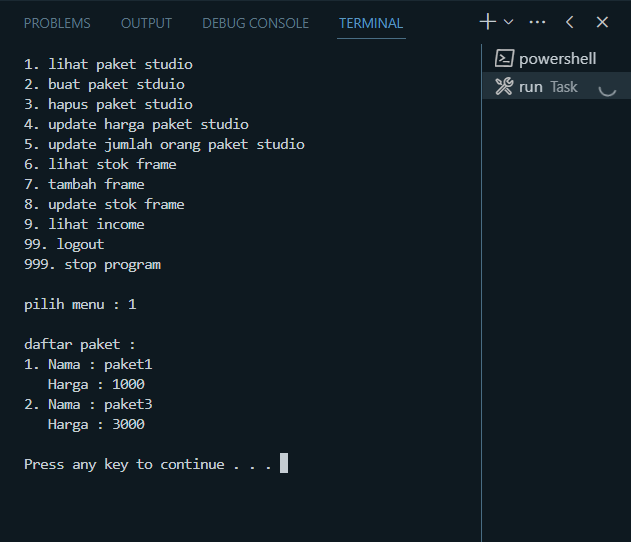 PROBLEMS OUTPUT DEBUG CONSOLE TERMINAL
1. lihat paket studio
2. buat paket stduio
3. hapus paket studio
4. update harga paket studio
5. update jumlah orang paket studio
6. lihat stok frame
7. tambah frame
8. update stok frame
9. lihat income
99. logout
999. stop program
pilih menu : 1
daftar paket :
1. Nama : paket1
Harga : 1000
2. Nama : paket3
Harga : 3000
Press any key to continue . . .
powershell
run Task